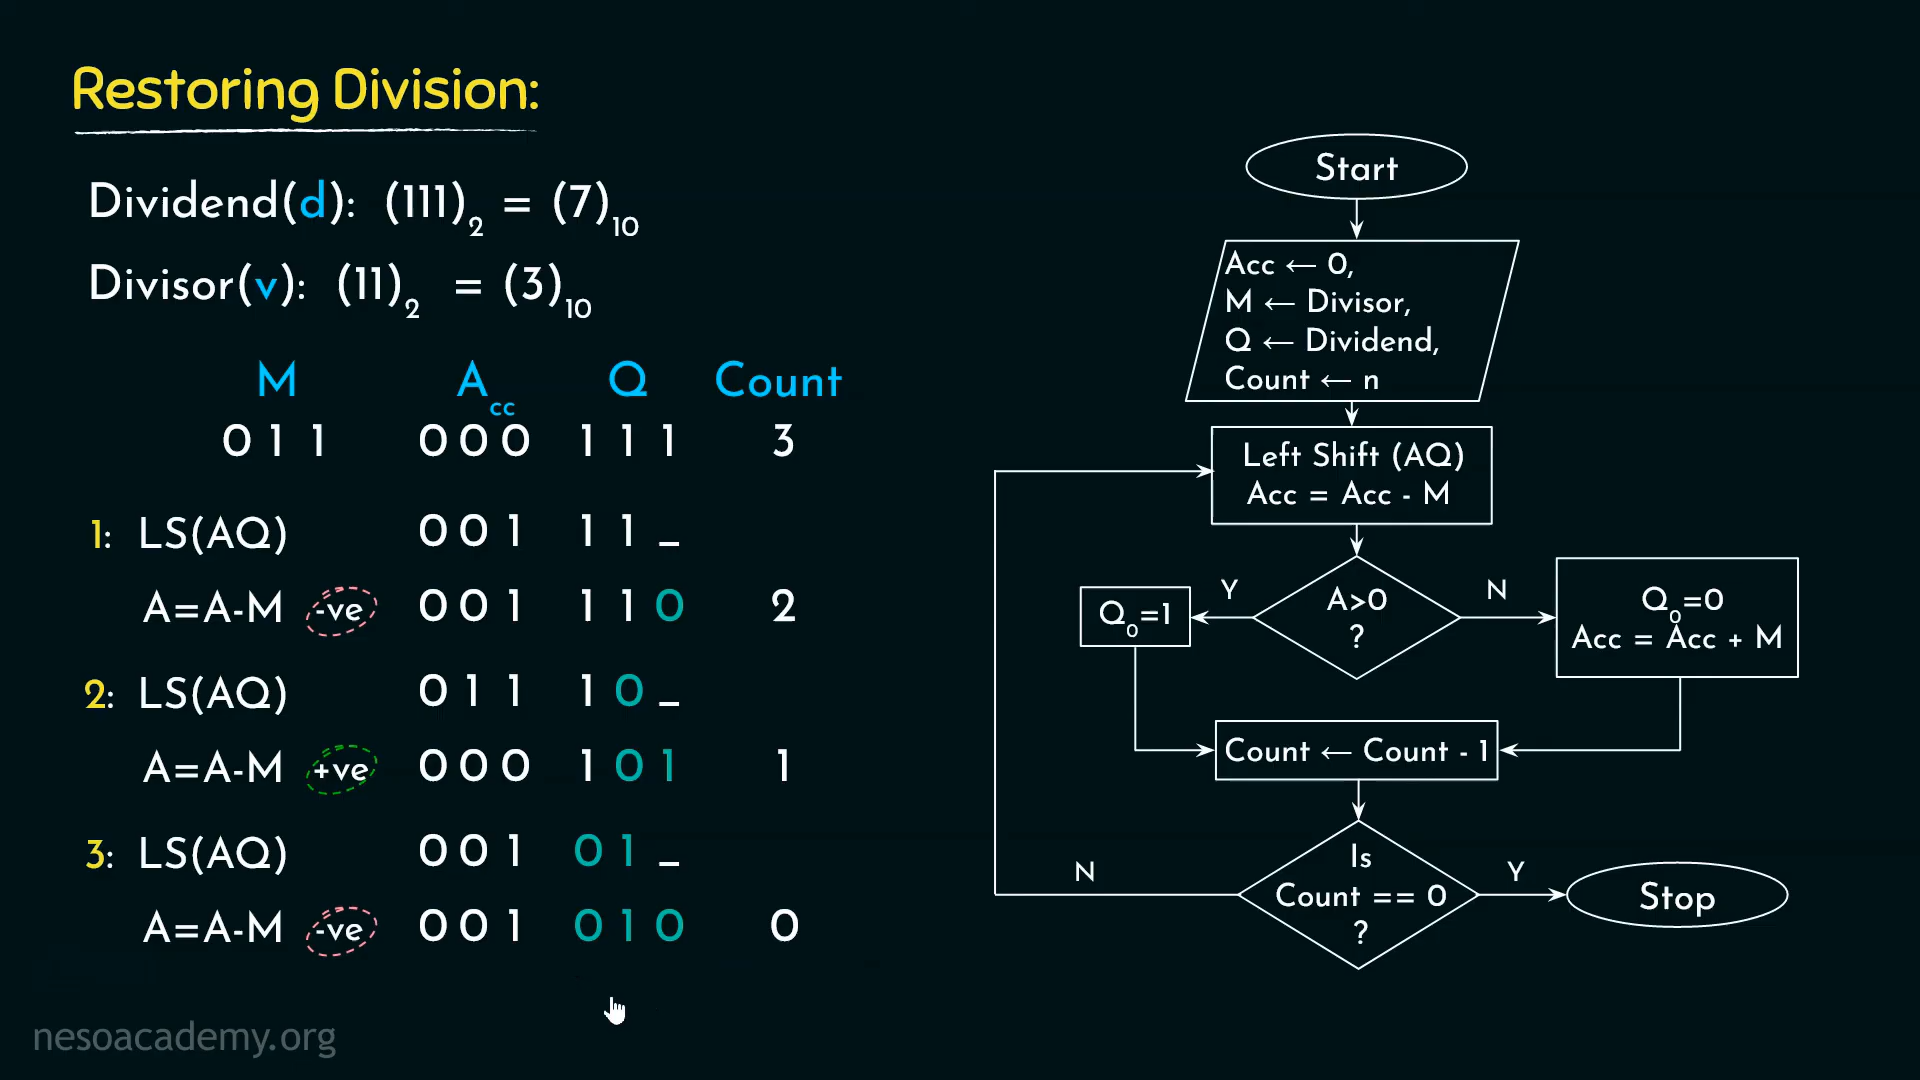 Restoring Division:
Dividend(d): (111)₂ = (7)₁₀
Divisor(v): (11)₂ = (3)₁₀
M Acc Q Count
0 1 1 0 0 0 1 1 1 3
1: LS(AQ) 0 0 1 1 1 _
A=A-M -ve 0 0 1 1 1 0 2
2: LS(AQ) 0 1 1 1 0 _
A=A-M +ve 0 0 0 1 0 1 1
3: LS(AQ) 0 0 1 0 1 _
A=A-M -ve 0 0 1 0 1 0 0
nesoacademy.org
Start
Acc ← 0,
M ← Divisor,
Q ← Dividend,
Count ← n
Left Shift (AQ)
Acc = Acc - M
A>0
?
Y
N
Q₀=1
Q₀=0
Acc = Acc + M
Count ← Count - 1
Is
Count == 0
?
N
Y
Stop